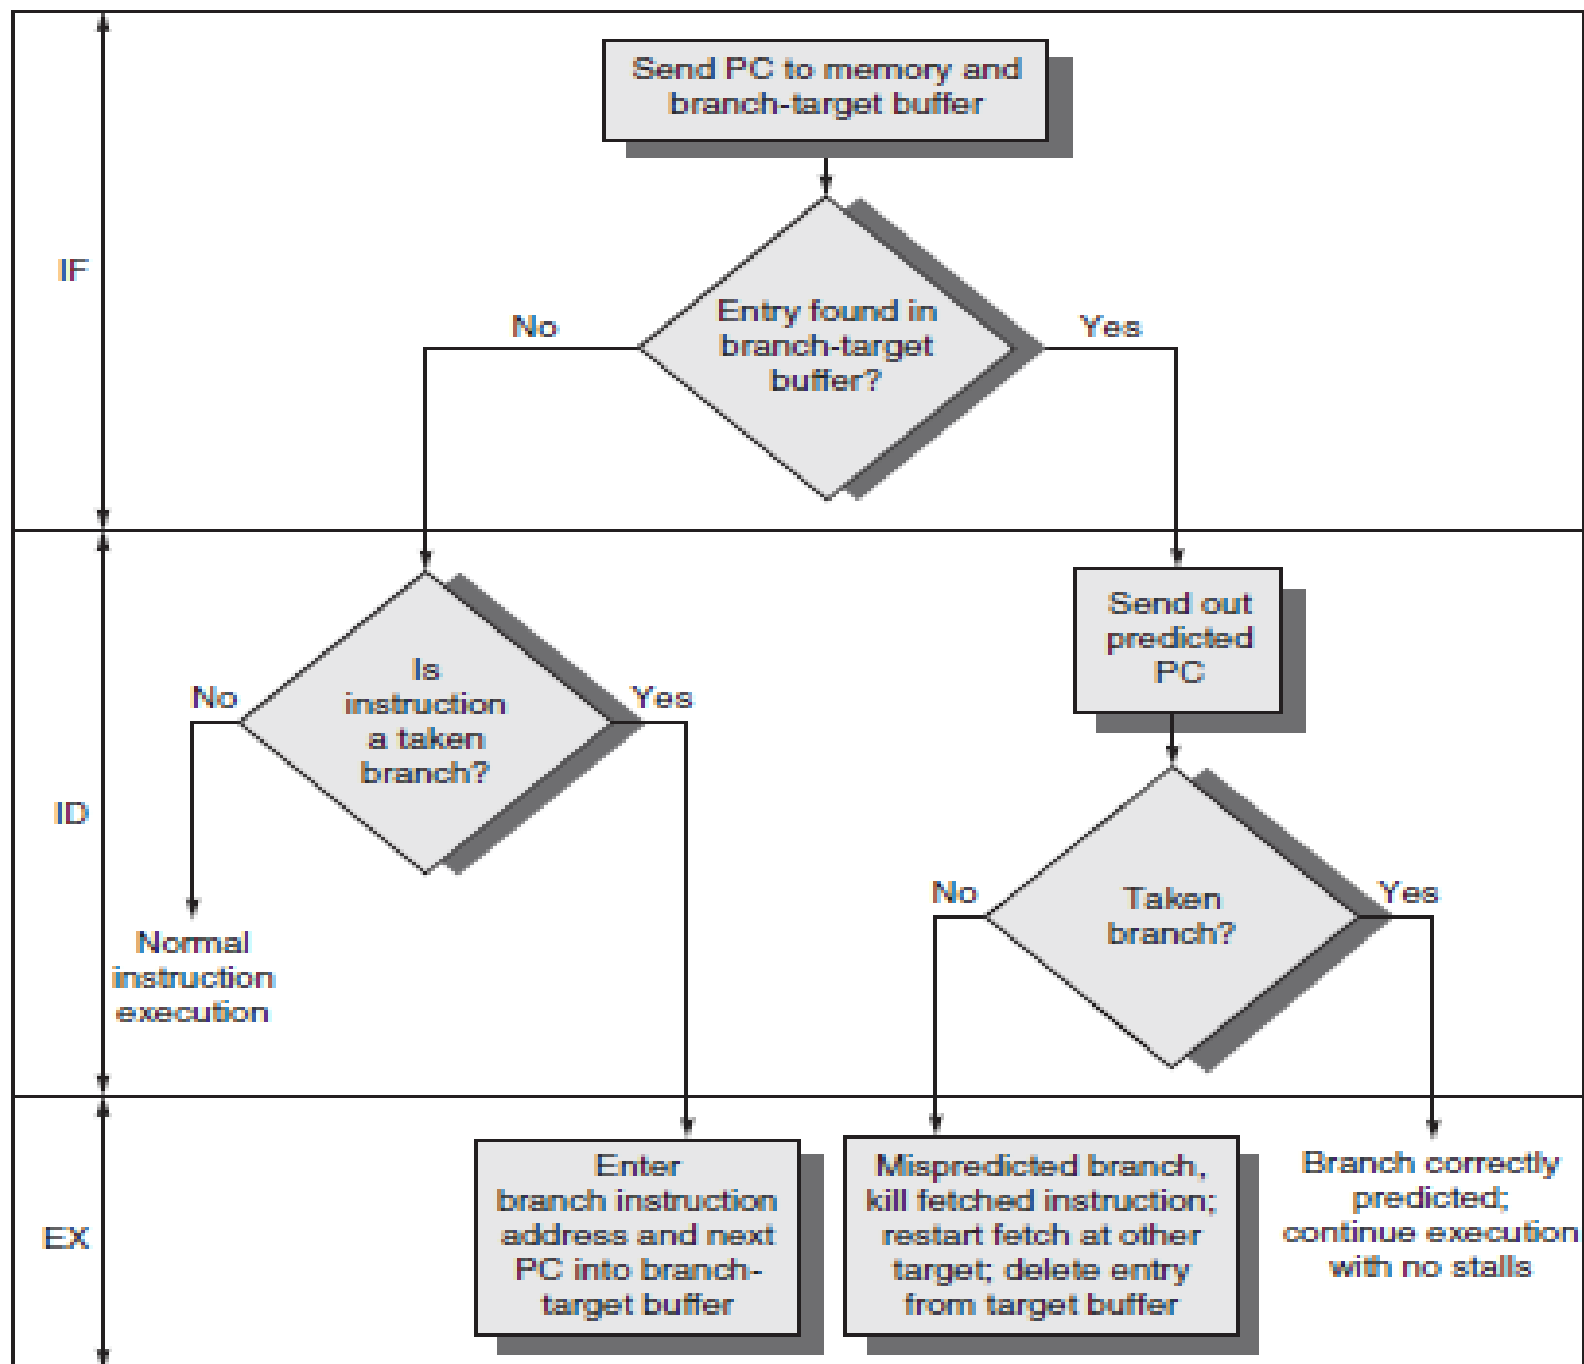 Send PC to memory and
branch-target buffer
IF
No
Entry found in
branch-target
buffer?
Yes
ID
No
Is
instruction
a taken
branch?
Yes
Normal
instruction
execution
Send out
predicted
PC
No
Taken
branch?
Yes
EX
Enter
branch instruction
address and next
PC into branch-
target buffer
Mispredicted branch,
kill fetched instruction;
restart fetch at other
target; delete entry
from target buffer
Branch correctly
predicted;
continue execution
with no stalls